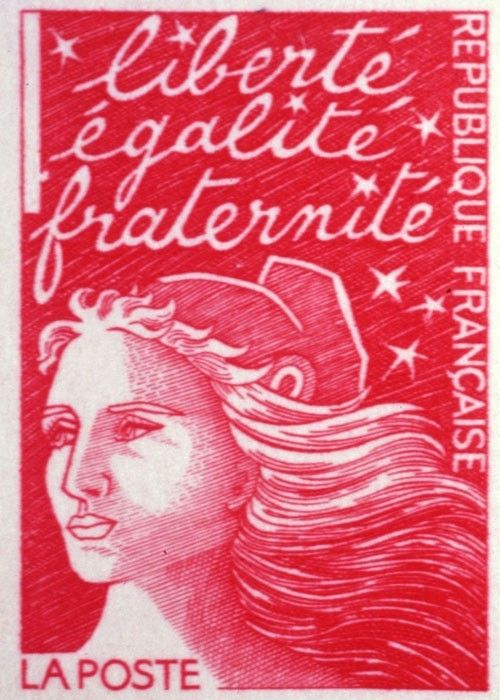 liberté
égalité
fraternité
REPUBLIQUE FRANÇAISE
LA POSTE